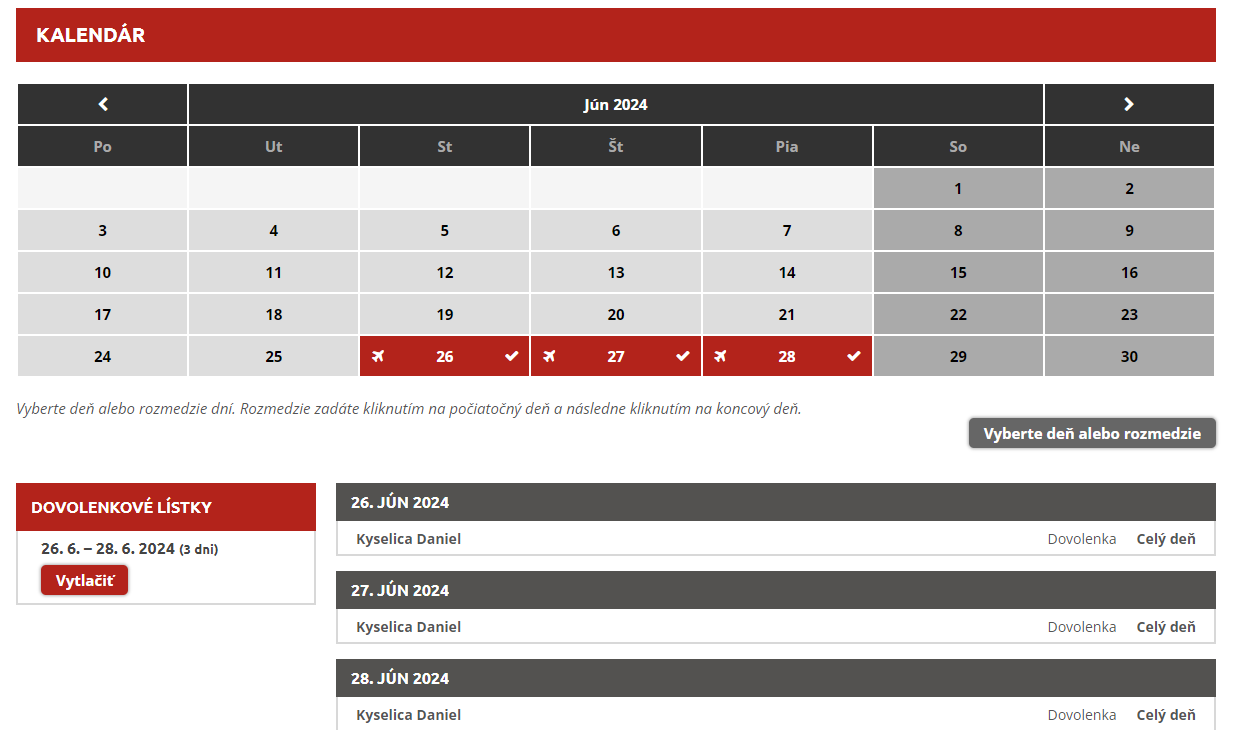 KALENDÁR
Jún 2024
Po Ut St Št Pia So Ne
1 2
3 4 5 6 7 8 9
10 11 12 13 14 15 16
17 18 19 20 21 22 23
24 25 26 27 28 29 30
Vyberte deň alebo rozmedzie dní. Rozmedzie zadáte kliknutím na počiatočný deň a následne kliknutím na koncový deň.
Vyberte deň alebo rozmedzie
DOVOLENKOVÉ LÍSTKY
26. 6. – 28. 6. 2024 (3 dni)
Vytlačiť
26. JÚN 2024
Kyselica Daniel Dovolenka Celý deň
27. JÚN 2024
Kyselica Daniel Dovolenka Celý deň
28. JÚN 2024
Kyselica Daniel Dovolenka Celý deň